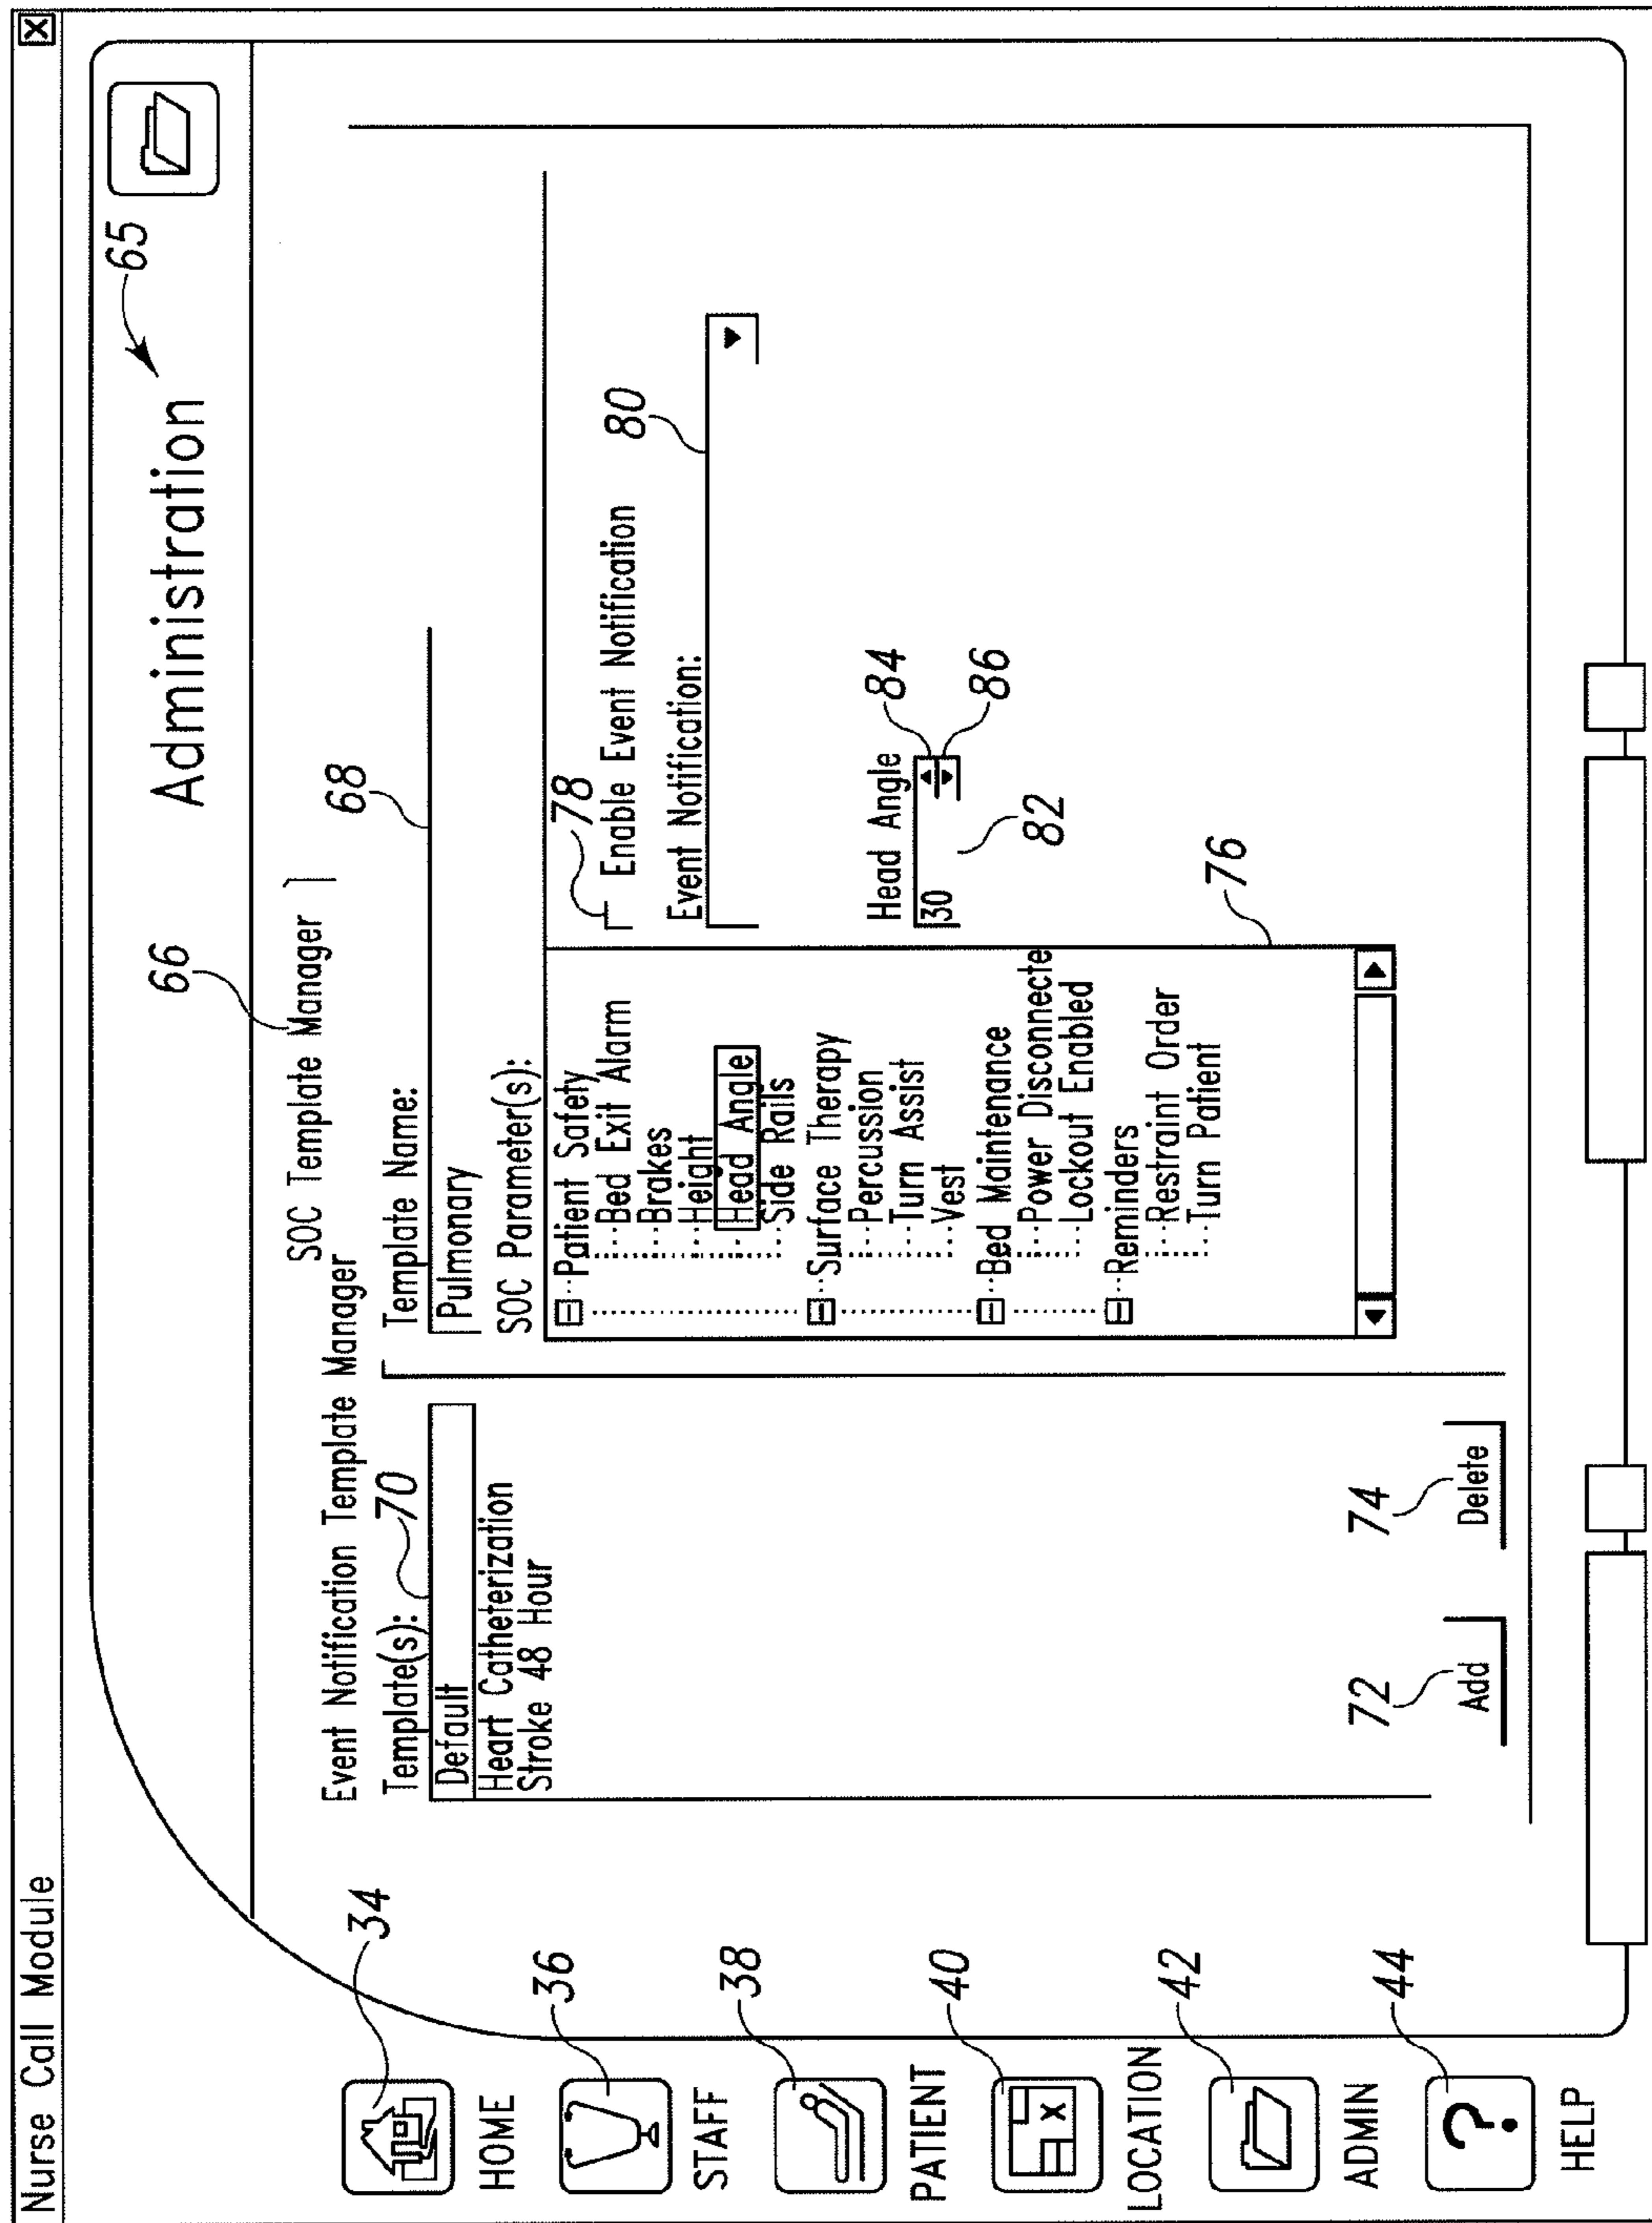 Nurse Call Module
34
HOME
36
STAFF
38
PATIENT
40
LOCATION
42
ADMIN
?
44
HELP
Administration
65
66
SOC Template Manager
Event Notification Template Manager
Template(s):
70
Default
Heart Catheterization
Stroke 48 Hour
72
Add
74
Delete
Template Name:
68
Pulmonary
SOC Parameter(s):
Patient Safety
Bed Exit Alarm
Brakes
Height
Head Angle
Side Rails
Surface Therapy
Percussion
Turn Assist
Vest
Bed Maintenance
Power Disconnecte
Lockout Enabled
Reminders
Restraint Order
Turn Patient
76
78
Enable Event Notification
Event Notification:
80
Head Angle
30
84
86
82